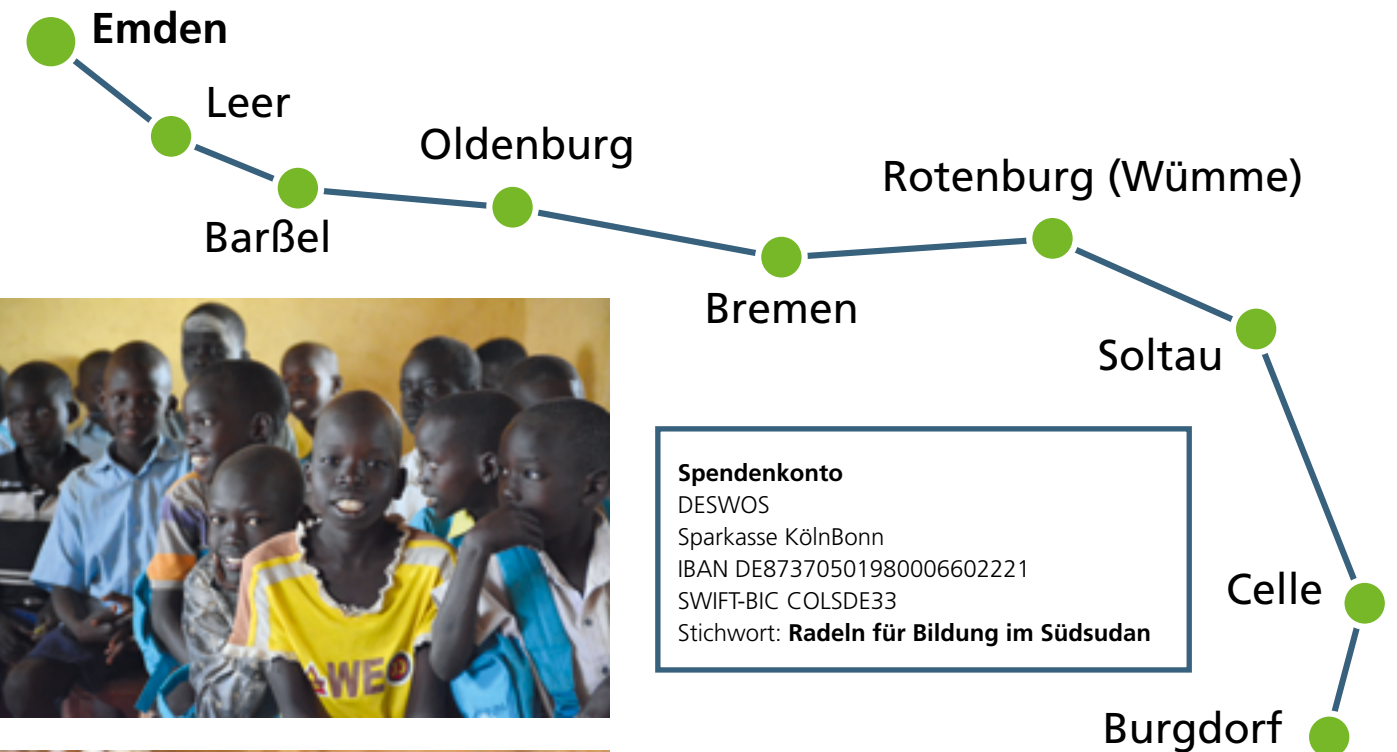 Emden
Leer
Barßel
Oldenburg
Bremen
Rotenburg (Wümme)
Soltau
Celle
Burgdorf
Spendenkonto
DESWOS
Sparkasse KölnBonn
IBAN DE87370501980006602221
SWIFT-BIC COLSDE33
Stichwort: Radeln für Bildung im Südsudan